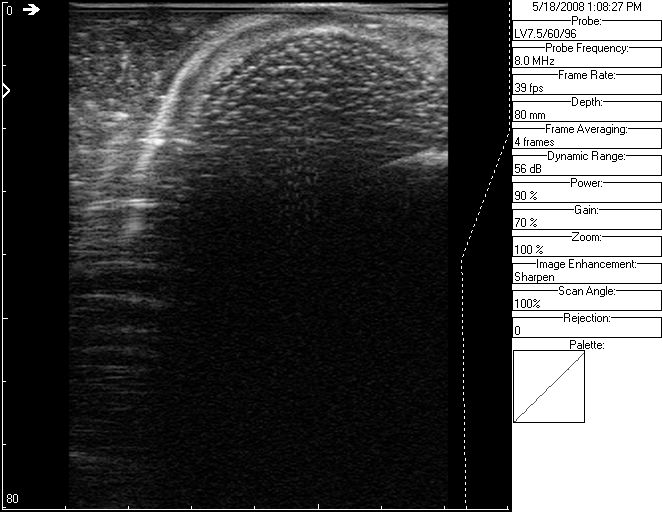 0
80
5/18/2008 1:08:27 PM
Probe:
LV7.5/60/96
Probe Frequency:
8.0 MHz
Frame Rate:
39 fps
Depth:
80 mm
Frame Averaging:
4 frames
Dynamic Range:
56 dB
Power:
90 %
Gain:
70 %
Zoom:
100 %
Image Enhancement:
Sharpen
Scan Angle:
100%
Rejection:
0
Palette: